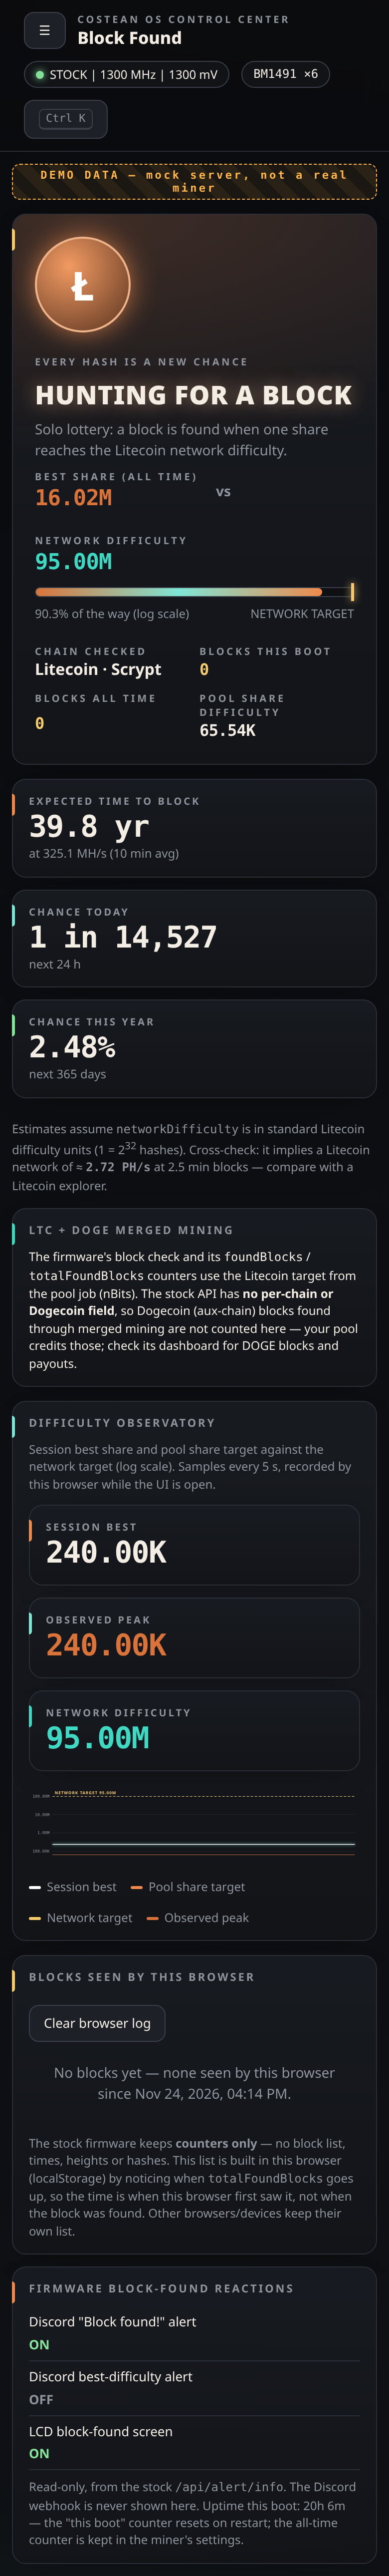 ☰
COSTEAN OS CONTROL CENTER
Block Found
STOCK | 1300 MHz | 1300 mV
BM1491 ×6
Ctrl K
DEMO DATA — mock server, not a real
miner
Ł
EVERY HASH IS A NEW CHANCE
HUNTING FOR A BLOCK
Solo lottery: a block is found when one share
reaches the Litecoin network difficulty.
BEST SHARE (ALL TIME)
16.02M
VS
NETWORK DIFFICULTY
95.00M
90.3% of the way (log scale)
NETWORK TARGET
CHAIN CHECKED
Litecoin · Scrypt
BLOCKS THIS BOOT
0
BLOCKS ALL TIME
0
POOL SHARE
DIFFICULTY
65.54K
EXPECTED TIME TO BLOCK
39.8 yr
at 325.1 MH/s (10 min avg)
CHANCE TODAY
1 in 14,527
next 24 h
CHANCE THIS YEAR
2.48%
next 365 days
Estimates assume networkDifficulty is in standard Litecoin
difficulty units (1 = 2^32 hashes). Cross-check: it implies a Litecoin
network of ≈ 2.72 PH/s at 2.5 min blocks — compare with a
Litecoin explorer.
LTC + DOGE MERGED MINING
The firmware's block check and its foundBlocks /
totalFoundBlocks counters use the Litecoin target from
the pool job (nBits). The stock API has no per-chain or
Dogecoin field, so Dogecoin (aux-chain) blocks found
through merged mining are not counted here — your pool
credits those; check its dashboard for DOGE blocks and
payouts.
DIFFICULTY OBSERVATORY
Session best share and pool share target against the
network target (log scale). Samples every 5 s, recorded by
this browser while the UI is open.
SESSION BEST
240.00K
OBSERVED PEAK
240.00K
NETWORK DIFFICULTY
95.00M
NETWORK TARGET 95.00M
100.00M
10.00M
1.00M
100.00K
Session best
Pool share target
Network target
Observed peak
BLOCKS SEEN BY THIS BROWSER
Clear browser log
No blocks yet — none seen by this browser
since Nov 24, 2026, 04:14 PM.
The stock firmware keeps counters only — no block list,
times, heights or hashes. This list is built in this browser
(localStorage) by noticing when totalFoundBlocks goes
up, so the time is when this browser first saw it, not when
the block was found. Other browsers/devices keep their
own list.
FIRMWARE BLOCK-FOUND REACTIONS
Discord "Block found!" alert
ON
Discord best-difficulty alert
OFF
LCD block-found screen
ON
Read-only, from the stock /api/alert/info. The Discord
webhook is never shown here. Uptime this boot: 20h 6m
— the "this boot" counter resets on restart; the all-time
counter is kept in the miner's settings.